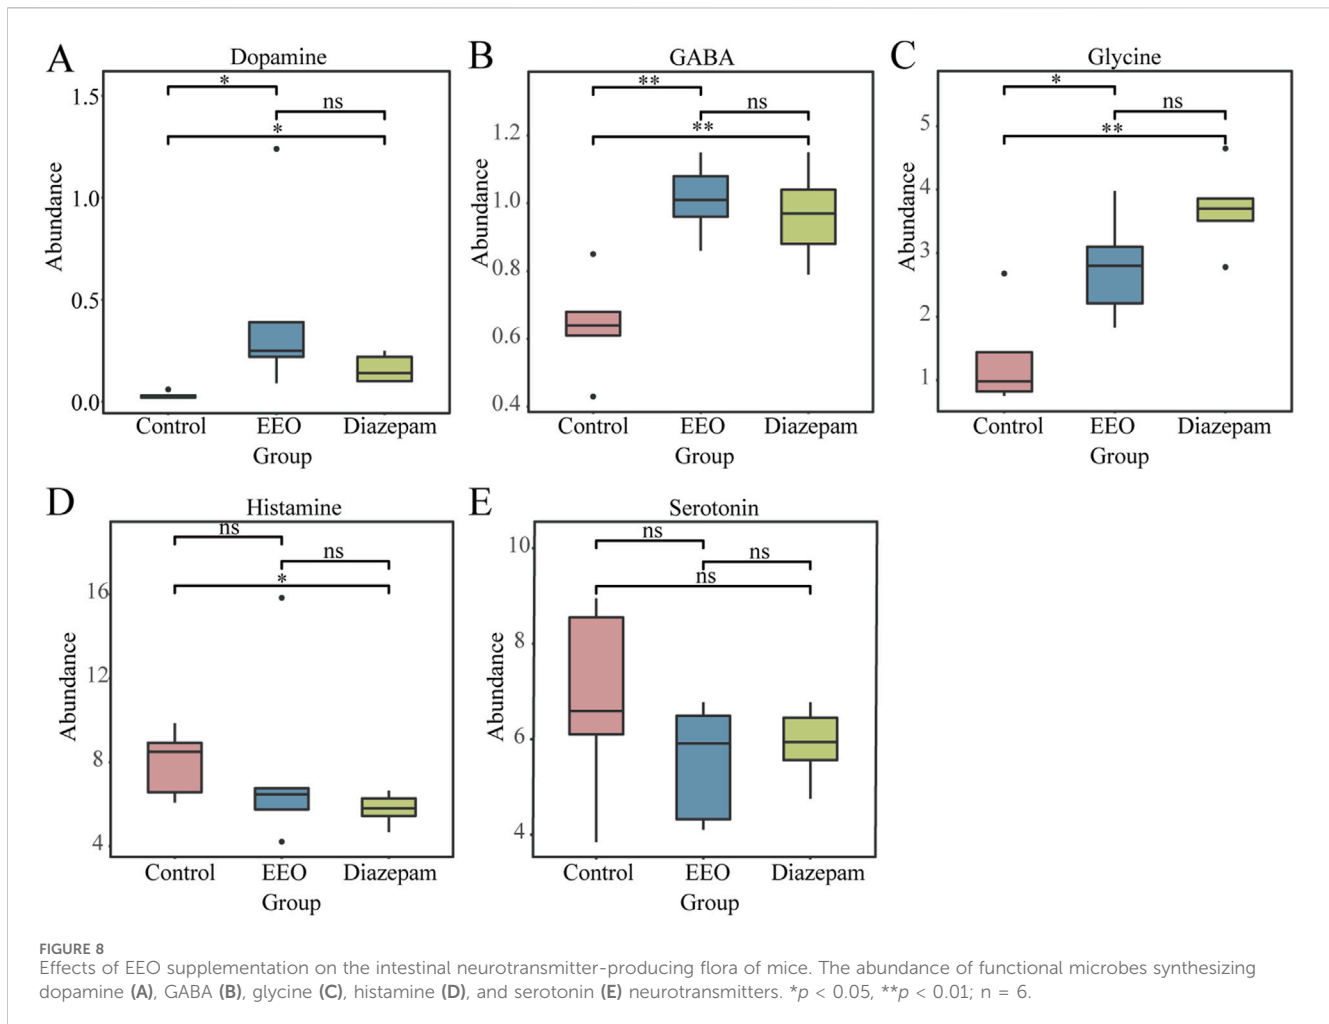 A
Dopamine
*
ns
*
1.5
1.0
0.5
0.0
Abundance
Control EEO Diazepam
Group
B
GABA
**
ns
**
1.2
1.0
0.8
0.6
0.4
Abundance
Control EEO Diazepam
Group
C
Glycine
*
ns
**
5
4
3
2
1
Abundance
Control EEO Diazepam
Group
D
Histamine
ns
ns
*
16
12
8
4
Abundance
Control EEO Diazepam
Group
E
Serotonin
ns
ns
ns
10
8
6
4
Abundance
Control EEO Diazepam
Group
FIGURE 8
Effects of EEO supplementation on the intestinal neurotransmitter-producing flora of mice. The abundance of functional microbes synthesizing
dopamine (A), GABA (B), glycine (C), histamine (D), and serotonin (E) neurotransmitters. *p < 0.05, **p < 0.01; n = 6.